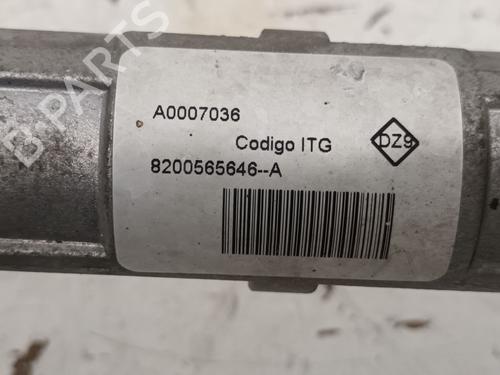 B-PARTS
A0007036
Codigo ITG
DZ9
8200565646--A